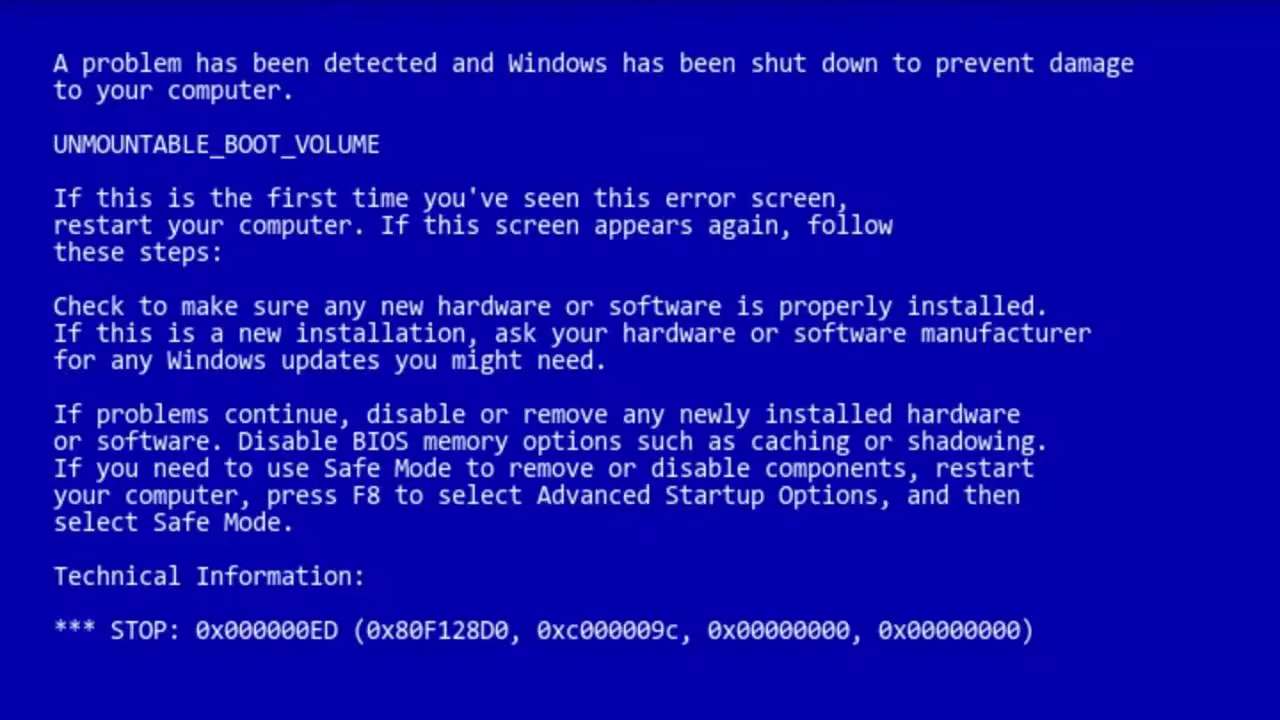 A problem has been detected and Windows has been shut down to prevent damage
to your computer.
UNMOUNTABLE_BOOT_VOLUME
If this is the first time you've seen this error screen,
restart your computer. If this screen appears again, follow
these steps:
Check to make sure any new hardware or software is properly installed.
If this is a new installation, ask your hardware or software manufacturer
for any Windows updates you might need.
If problems continue, disable or remove any newly installed hardware
or software. Disable BIOS memory options such as caching or shadowing.
If you need to use Safe Mode to remove or disable components, restart
your computer, press F8 to select Advanced Startup Options, and then
select Safe Mode.
Technical Information:
*** STOP: 0x000000ED (0x80F128D0, 0xc000009c, 0x00000000, 0x00000000)